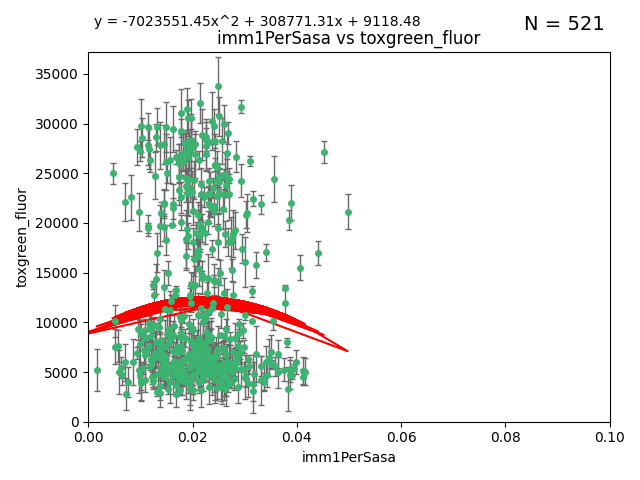 y = -7023551.45x^2 + 308771.31x + 9118.48
N = 521
imm1PerSasa vs toxgreen_fluor
35000
30000
25000
20000
15000
10000
5000
0
toxgreen_fluor
0.00
0.02
0.04
0.06
0.08
0.10
imm1PerSasa